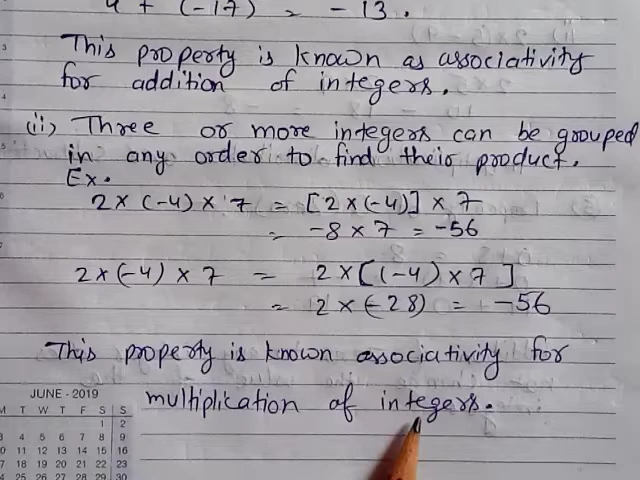 4 + (-17) = -13.
This property is known as associativity
for addition of integers.
(ii) Three or more integers can be grouped
in any order to find their product.
Ex.
2 × (-4) × 7 = [2 × (-4)] × 7
= -8 × 7 = -56
2 × (-4) × 7 = 2 × [(-4) × 7]
= 2 × (-28) = -56
This property is known associativity for
multiplication of integers.
JUNE - 2019
M T W T F S S
1 2
3 4 5 6 7 8 9
10 11 12 13 14 15 16
17 18 19 20 21 22 23
24 25 26 27 28 29 30